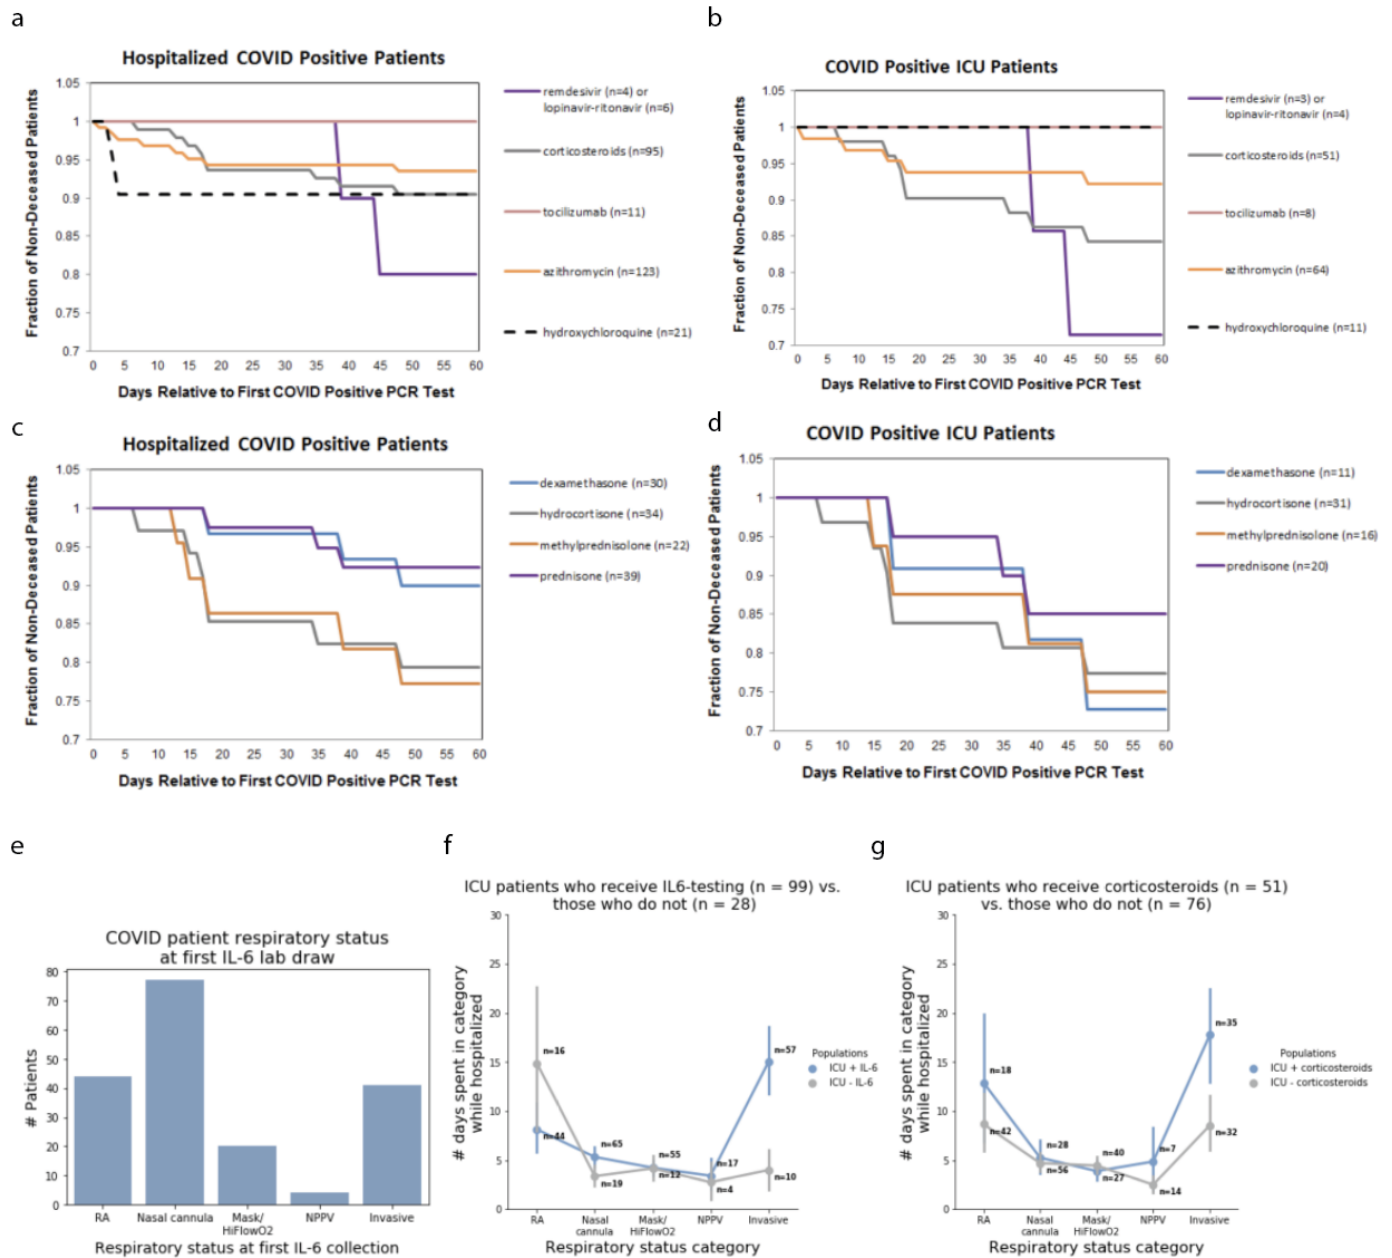 a
Hospitalized COVID Positive Patients
1.05
1
0.95
0.9
0.85
0.8
0.75
0.7
Fraction of Non-Deceased Patients
0 5 10 15 20 25 30 35 40 45 50 55 60
Days Relative to First COVID Positive PCR Test
remdesivir (n=4) or
lopinavir-ritonavir (n=6)
corticosteroids (n=95)
tocilizumab (n=11)
azithromycin (n=123)
hydroxychloroquine (n=21)
b
COVID Positive ICU Patients
1.05
1
0.95
0.9
0.85
0.8
0.75
0.7
Fraction of Non-Deceased Patients
0 5 10 15 20 25 30 35 40 45 50 55 60
Days Relative to First COVID Positive PCR Test
remdesivir (n=3) or
lopinavir-ritonavir (n=4)
corticosteroids (n=51)
tocilizumab (n=8)
azithromycin (n=64)
hydroxychloroquine (n=11)
c
Hospitalized COVID Positive Patients
1.05
1
0.95
0.9
0.85
0.8
0.75
0.7
Fraction of Non-Deceased Patients
0 5 10 15 20 25 30 35 40 45 50 55 60
Days Relative to First COVID Positive PCR Test
dexamethasone (n=30)
hydrocortisone (n=34)
methylprednisolone (n=22)
prednisone (n=39)
d
COVID Positive ICU Patients
1.05
1
0.95
0.9
0.85
0.8
0.75
0.7
Fraction of Non-Deceased Patients
0 5 10 15 20 25 30 35 40 45 50 55 60
Days Relative to First COVID Positive PCR Test
dexamethasone (n=11)
hydrocortisone (n=31)
methylprednisolone (n=16)
prednisone (n=20)
e
COVID patient respiratory status
at first IL-6 lab draw
80
70
60
50
40
30
20
10
0
# Patients
RA Nasal cannula Mask/ NPPV Invasive
HiFlowO2
Respiratory status at first IL-6 collection
f
ICU patients who receive IL6-testing (n = 99) vs.
those who do not (n = 28)
30
25
20
15
10
5
0
# days spent in category
while hospitalized
n=16
n=44
n=65
n=19
n=55
n=12
n=17
n=4
n=57
n=10
RA Nasal Mask/ NPPV Invasive
cannula HiFlowO2
Respiratory status category
Populations
ICU + IL-6
ICU - IL-6
g
ICU patients who receive corticosteroids (n = 51)
vs. those who do not (n = 76)
30
25
20
15
10
5
0
# days spent in category
while hospitalized
n=18
n=42
n=28
n=56
n=40
n=27
n=7
n=14
n=35
n=32
RA Nasal Mask/ NPPV Invasive
cannula HiFlowO2
Respiratory status category
Populations
ICU + corticosteroids
ICU - corticosteroids